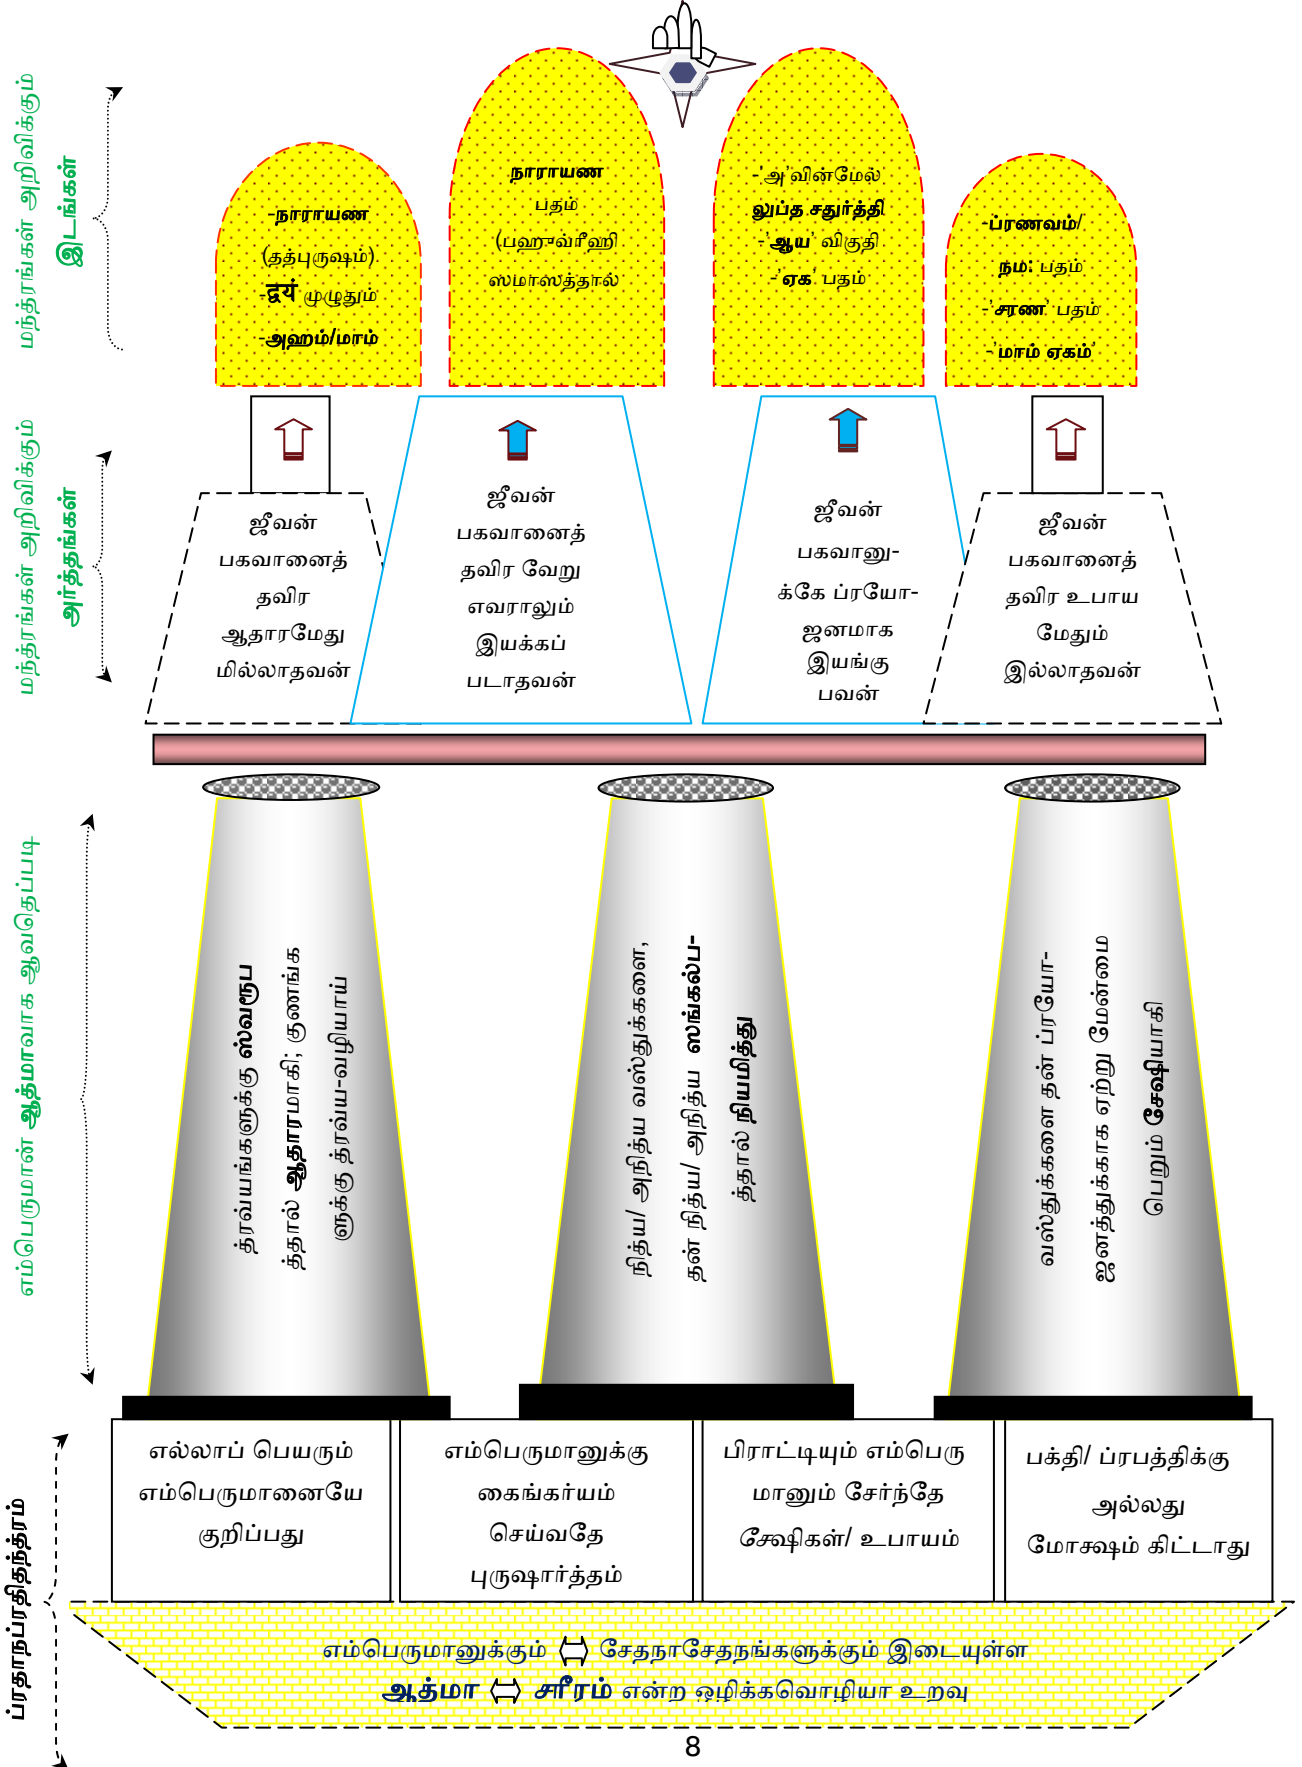 மந்த்ரங்கள் அறிவிக்கும்
இடங்கள்
-நாராயண
(தத்புருஷம்)
-द्वयं முழுதும்
-அஹம்/மாம்
நாராயண
பதம்
(பஹுவ்ரீஹி
ஸமாஸத்தால்
-'அ'வின்மேல்
லுப்த சதுர்த்தி
-'ஆய' விகுதி
-'ஏக' பதம்
-ப்ரணவம்/
நம: பதம்
-'சரண' பதம்
-'மாம் ஏகம்'
மந்த்ரங்கள் அறிவிக்கும்
அர்த்தங்கள்
ஜீவன்
பகவானைத்
தவிர
ஆதாரமேது
மில்லாதவன்
ஜீவன்
பகவானைத்
தவிர வேறு
எவராலும்
இயக்கப்
படாதவன்
ஜீவன்
பகவானு-
க்கே ப்ரயோ-
ஜனமாக
இயங்கு
பவன்
ஜீவன்
பகவானைத்
தவிர உபாய
மேதும்
இல்லாதவன்
எம்பெருமான் ஆத்மாவாக ஆவதெப்படி
த்ரவ்யங்களுக்கு ஸ்வரூப
த்தால் ஆதாரமாகி; குணங்க
ளுக்கு த்ரவ்ய-வழியாய்
நித்ய/ அநித்ய வஸ்துக்களை,
தன் நித்ய/ அநித்ய ஸங்கல்ப-
த்தால் நியமித்து
வஸ்துக்களை தன் ப்ரயோ-
ஜனத்துக்காக ஏற்று மேன்மை
பெறும் சேஷியாகி
ப்ரதாநப்ரதிதந்த்ரம்
எல்லாப் பெயரும்
எம்பெருமானையே
குறிப்பது
எம்பெருமானுக்கு
கைங்கர்யம்
செய்வதே
புருஷார்த்தம்
பிராட்டியும் எம்பெரு
மானும் சேர்ந்தே
சேஷிகள்/ உபாயம்
பக்தி/ ப்ரபத்திக்கு
அல்லது
மோக்ஷம் கிட்டாது
எம்பெருமானுக்கும் ⇔ சேதநாசேதநங்களுக்கும் இடையுள்ள
ஆத்மா ⇔ சரீரம் என்ற ஒழிக்கவொழியா உறவு
8